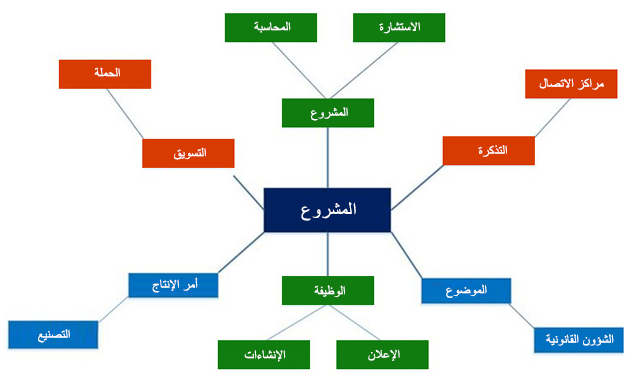 الاستشارة
المحاسبة
الحملة
مراكز الاتصال
المشروع
التذكرة
التسويق
المشروع
أمر الإنتاج
الوظيفة
الموضوع
التصنيع
الإنشاءات
الإعلان
الشؤون القانونية